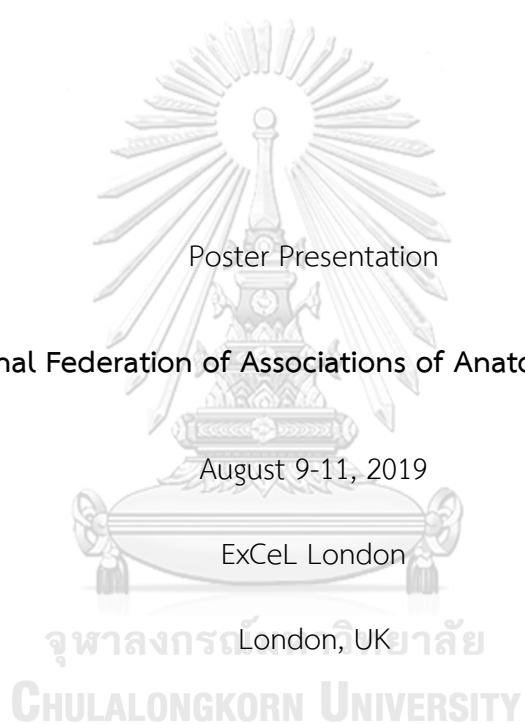 Poster Presentation
nal Federation of Associations of Anato
August 9-11, 2019
ExCeL London
London, UK
จุฬาลงกรณ์มหาวิทยาลัย
CHULALONGKORN UNIVERSITY